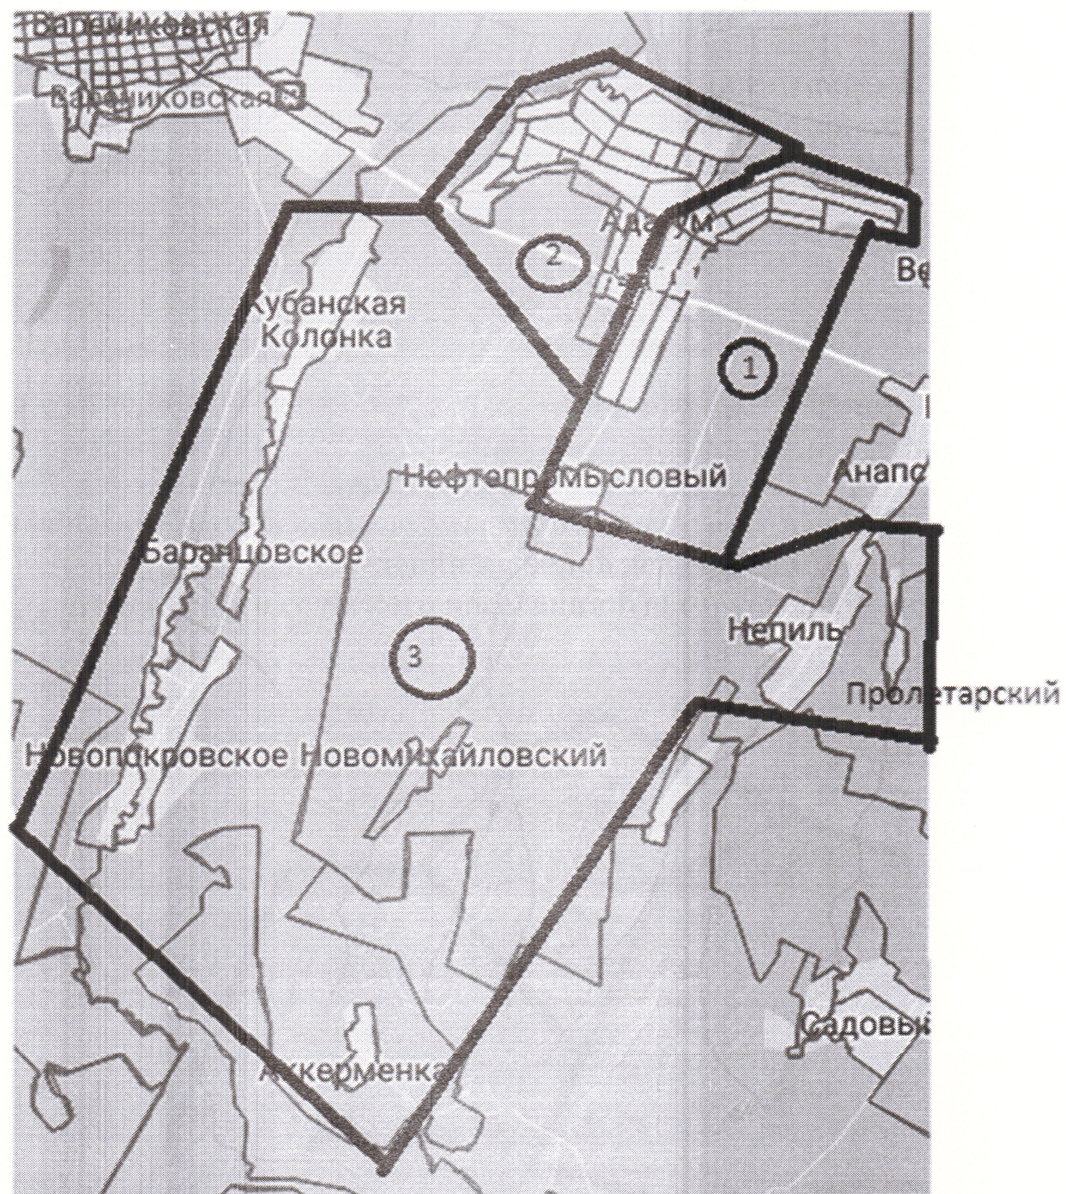 Варениковская
Варениковская
Адагум
2
Кубанская
Колонка
1
Нефтепромысловый
Баранцовское
3
Непиль
Пролетарский
Новопокровское
Новомихайловский
Садовый
Аккерменка